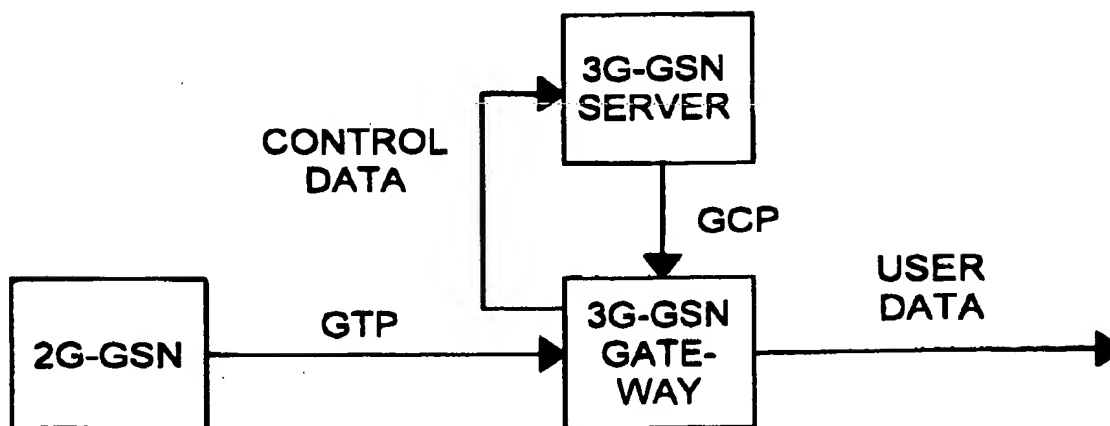 3G-GSN
SERVER
CONTROL
DATA
GCP
USER
DATA
GTP
2G-GSN
3G-GSN
GATE-
WAY